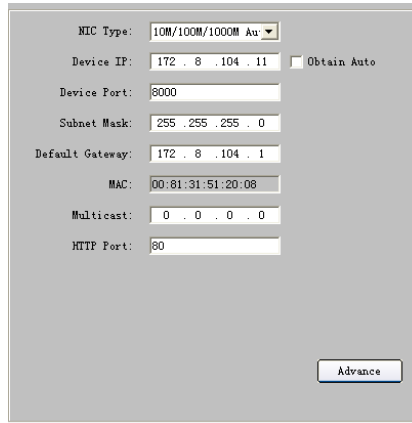 NIC Type: 10M/100M/1000M Au
Device IP: 172 . 8 .104 . 11 Obtain Auto
Device Port: 8000
Subnet Mask: 255 .255 .255 . 0
Default Gateway: 172 . 8 .104 . 1
MAC: 00:81:31:51:20:08
Multicast: 0 . 0 . 0 . 0
HTTP Port: 80
Advance